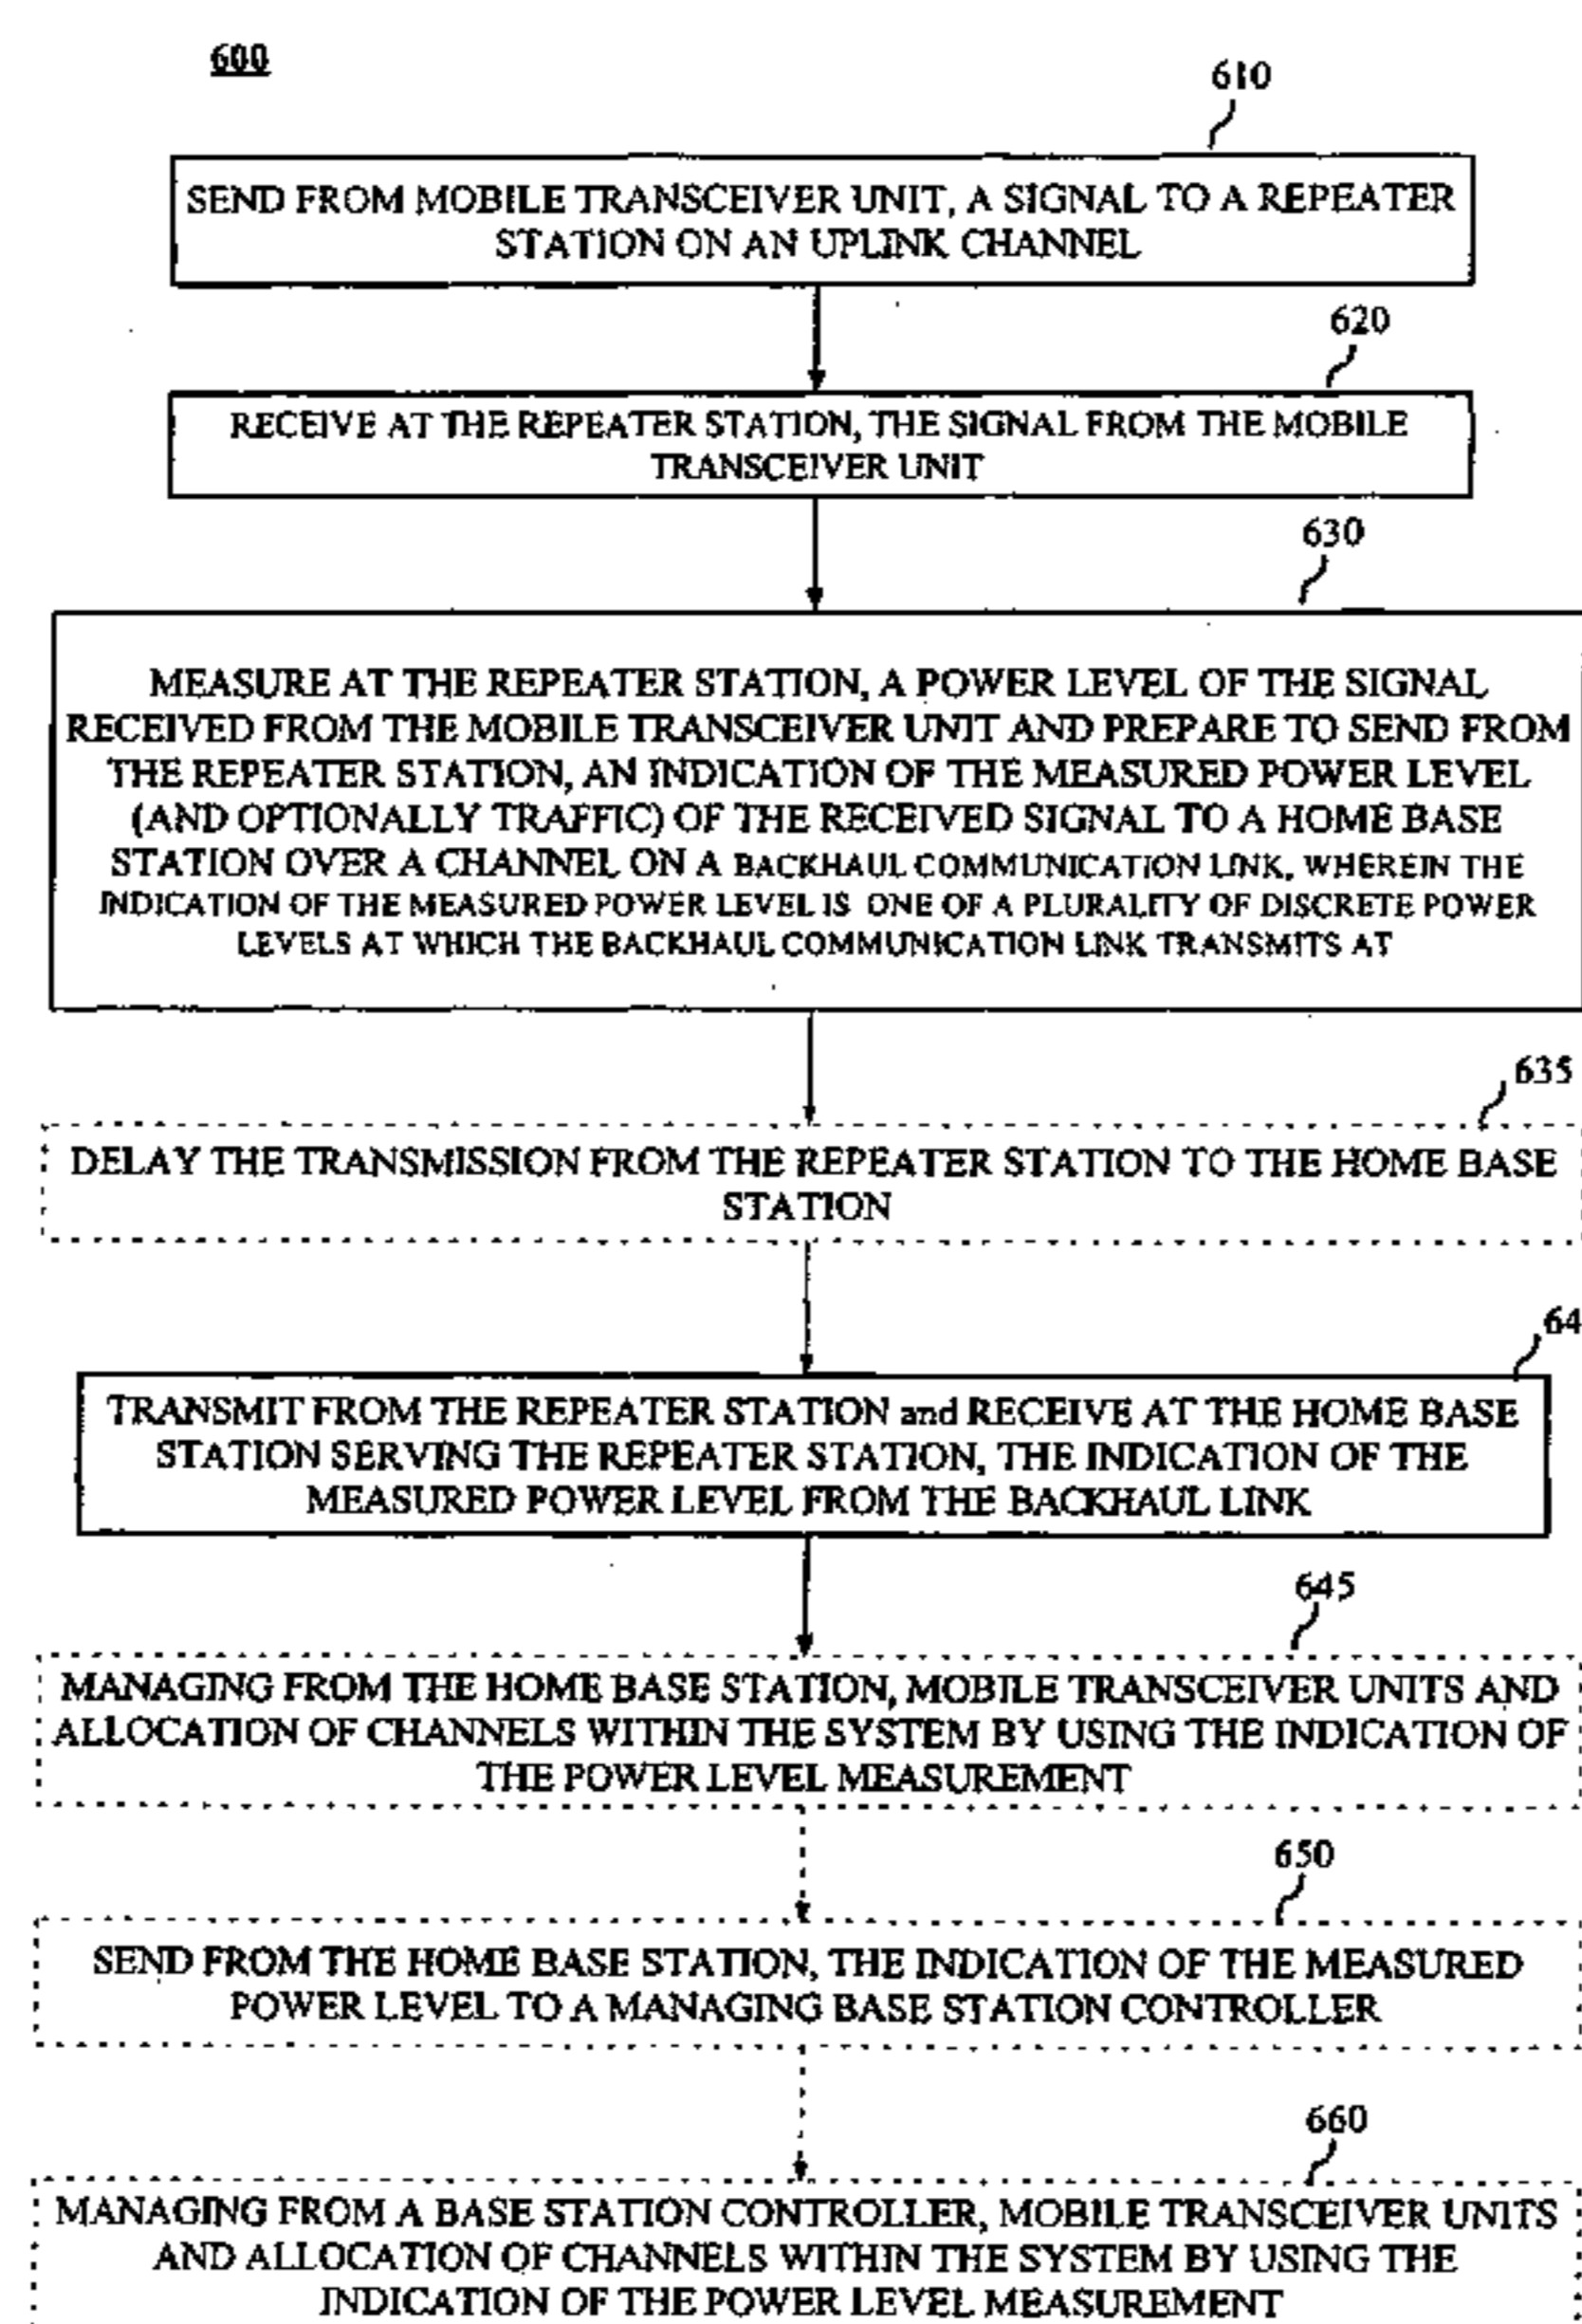 600
610
SEND FROM MOBILE TRANSCEIVER UNIT, A SIGNAL TO A REPEATER
STATION ON AN UPLINK CHANNEL
620
RECEIVE AT THE REPEATER STATION, THE SIGNAL FROM THE MOBILE
TRANSCEIVER UNIT
630
MEASURE AT THE REPEATER STATION, A POWER LEVEL OF THE SIGNAL
RECEIVED FROM THE MOBILE TRANSCEIVER UNIT AND PREPARE TO SEND FROM
THE REPEATER STATION, AN INDICATION OF THE MEASURED POWER LEVEL
(AND OPTIONALLY TRAFFIC) OF THE RECEIVED SIGNAL TO A HOME BASE
STATION OVER A CHANNEL ON A BACKHAUL COMMUNICATION LINK, WHEREIN THE
INDICATION OF THE MEASURED POWER LEVEL IS ONE OF A PLURALITY OF DISCRETE POWER
LEVELS AT WHICH THE BACKHAUL COMMUNICATION LINK TRANSMITS AT
635
DELAY THE TRANSMISSION FROM THE REPEATER STATION TO THE HOME BASE
STATION
64
TRANSMIT FROM THE REPEATER STATION and RECEIVE AT THE HOME BASE
STATION SERVING THE REPEATER STATION, THE INDICATION OF THE
MEASURED POWER LEVEL FROM THE BACKHAUL LINK
645
MANAGING FROM THE HOME BASE STATION, MOBILE TRANSCEIVER UNITS AND
ALLOCATION OF CHANNELS WITHIN THE SYSTEM BY USING THE INDICATION OF
THE POWER LEVEL MEASUREMENT
650
SEND FROM THE HOME BASE STATION, THE INDICATION OF THE MEASURED
POWER LEVEL TO A MANAGING BASE STATION CONTROLLER
660
MANAGING FROM A BASE STATION CONTROLLER, MOBILE TRANSCEIVER UNITS
AND ALLOCATION OF CHANNELS WITHIN THE SYSTEM BY USING THE
INDICATION OF THE POWER LEVEL MEASUREMENT